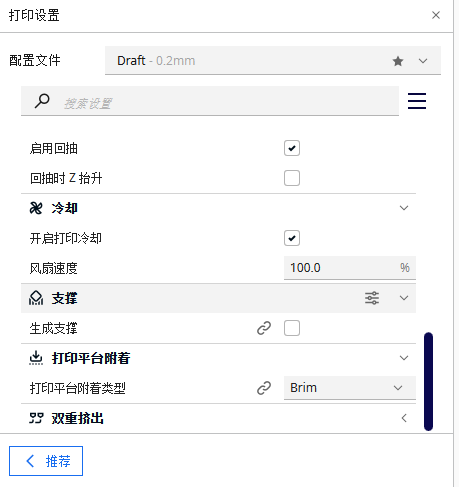 打印设置
配置文件 Draft - 0.2mm
搜索设置
启用回抽
回抽时 Z 抬升
冷却
开启打印冷却
风扇速度 100.0 %
支撑
生成支撑
打印平台附着
打印平台附着类型 Brim
双重挤出
推荐